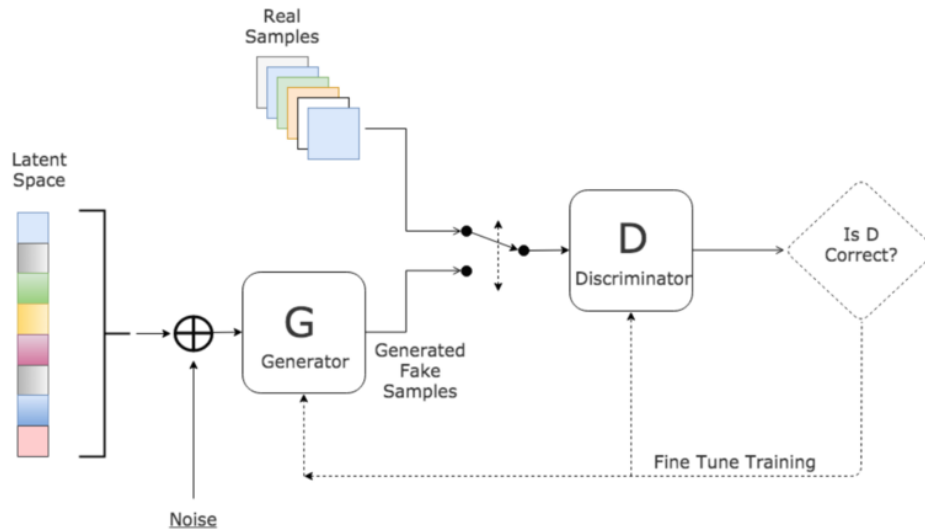 Real
Samples
Latent
Space
Is D
Correct?
D
Discriminator
G
Generator
Generated
Fake
Samples
Fine Tune Training
Noise